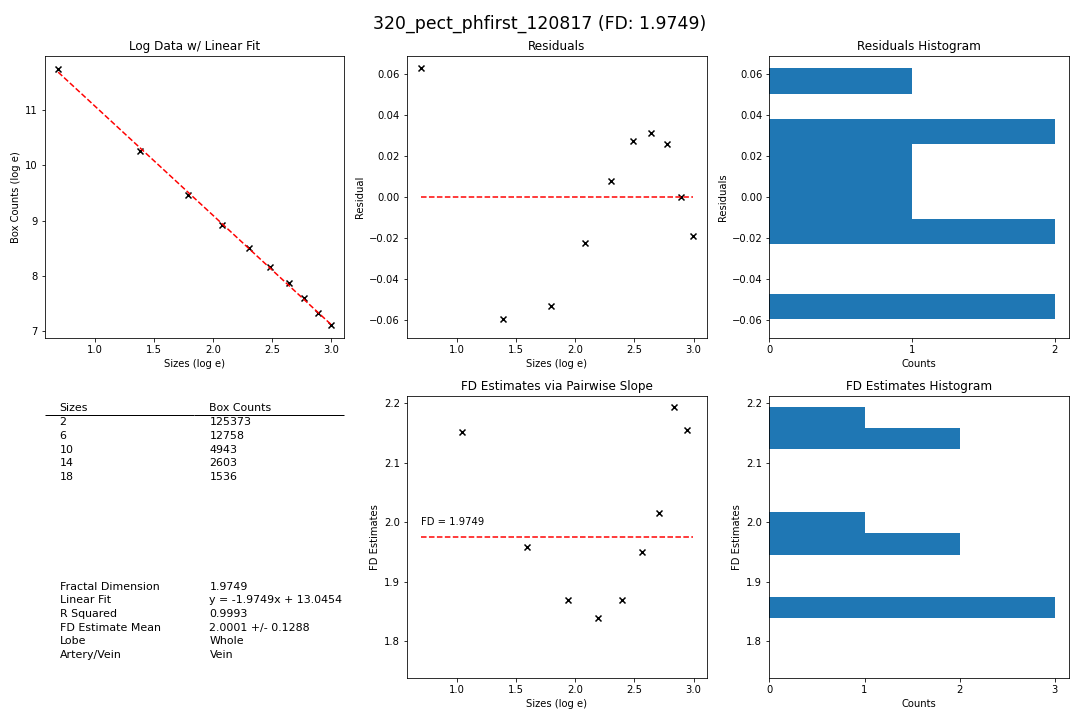 320_pect_phfirst_120817 (FD: 1.9749)
Log Data w/ Linear Fit
Box Counts (log e)
11
10
9
8
7
1.0 1.5 2.0 2.5 3.0
Sizes (log e)
Residuals
Residual
0.06
0.04
0.02
0.00
−0.02
−0.04
−0.06
1.0 1.5 2.0 2.5 3.0
Sizes (log e)
Residuals Histogram
Residuals
0.06
0.04
0.02
0.00
−0.02
−0.04
−0.06
0 1 2
Counts
Sizes Box Counts
2 125373
6 12758
10 4943
14 2603
18 1536
Fractal Dimension 1.9749
Linear Fit y = -1.9749x + 13.0454
R Squared 0.9993
FD Estimate Mean 2.0001 +/- 0.1288
Lobe Whole
Artery/Vein Vein
FD Estimates via Pairwise Slope
FD Estimates
2.2
2.1
2.0
1.9
1.8
FD = 1.9749
1.0 1.5 2.0 2.5 3.0
Sizes (log e)
FD Estimates Histogram
FD Estimates
2.2
2.1
2.0
1.9
1.8
0 1 2 3
Counts